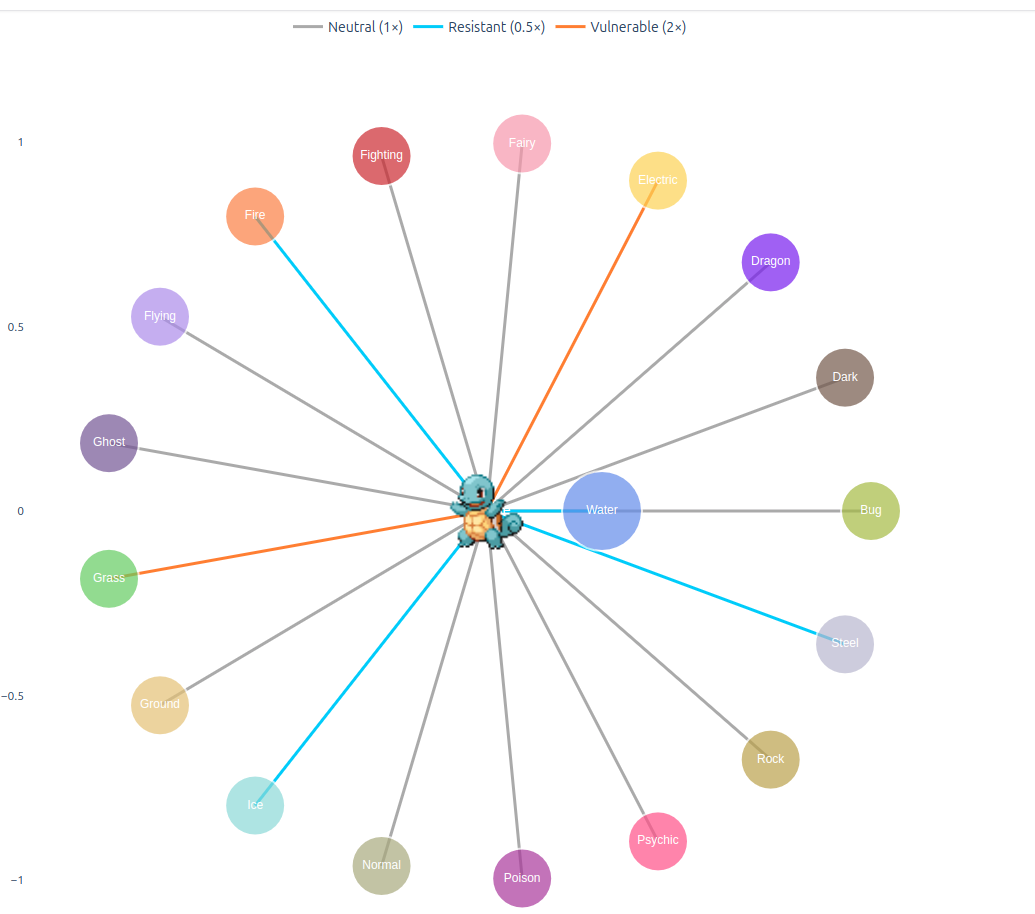 Neutral (1×) Resistant (0.5×) Vulnerable (2×)
1
Fighting
Fairy
Electric
Fire
Dragon
Flying
0.5
Dark
Ghost
0
Water
Bug
Grass
Steel
−0.5
Ground
Rock
Ice
Psychic
Normal
Poison
−1